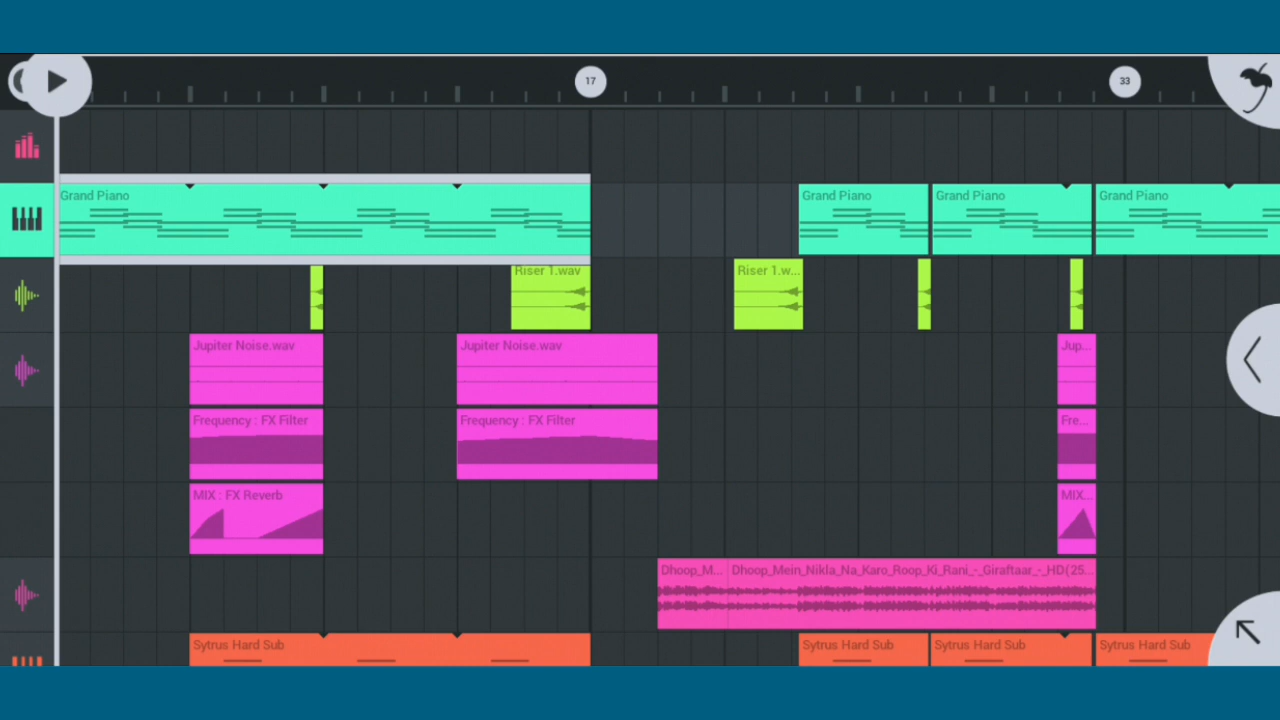 17
33
Grand Piano
Grand Piano
Grand Piano
Grand Piano
Riser 1.wav
Riser 1.w...
Jupiter Noise.wav
Jupiter Noise.wav
Jup...
Frequency : FX Filter
Frequency : FX Filter
Fre...
MIX : FX Reverb
MIX...
Dhoop_M...
Dhoop_Mein_Nikla_Na_Karo_Roop_Ki_Rani_-_Giraftaar_-_HD(25...
Sytrus Hard Sub
Sytrus Hard Sub
Sytrus Hard Sub
Sytrus Hard Sub